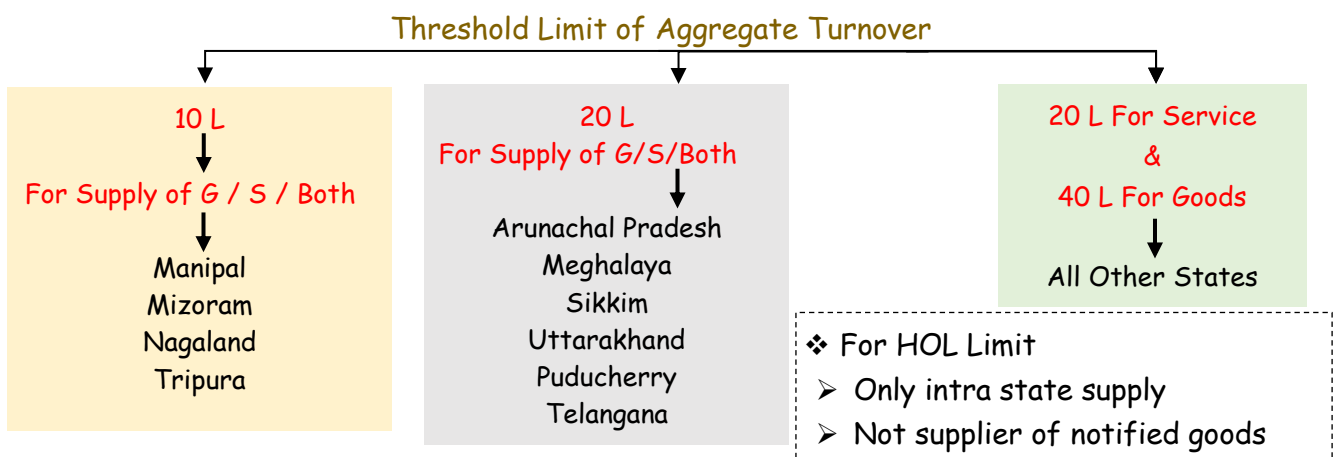 Threshold Limit of Aggregate Turnover
10 L
For Supply of G / S / Both
Manipal
Mizoram
Nagaland
Tripura
20 L
For Supply of G/S/Both
Arunachal Pradesh
Meghalaya
Sikkim
Uttarakhand
Puducherry
Telangana
20 L For Service
&
40 L For Goods
All Other States
❖ For HOL Limit
➢ Only intra state supply
➢ Not supplier of notified goods